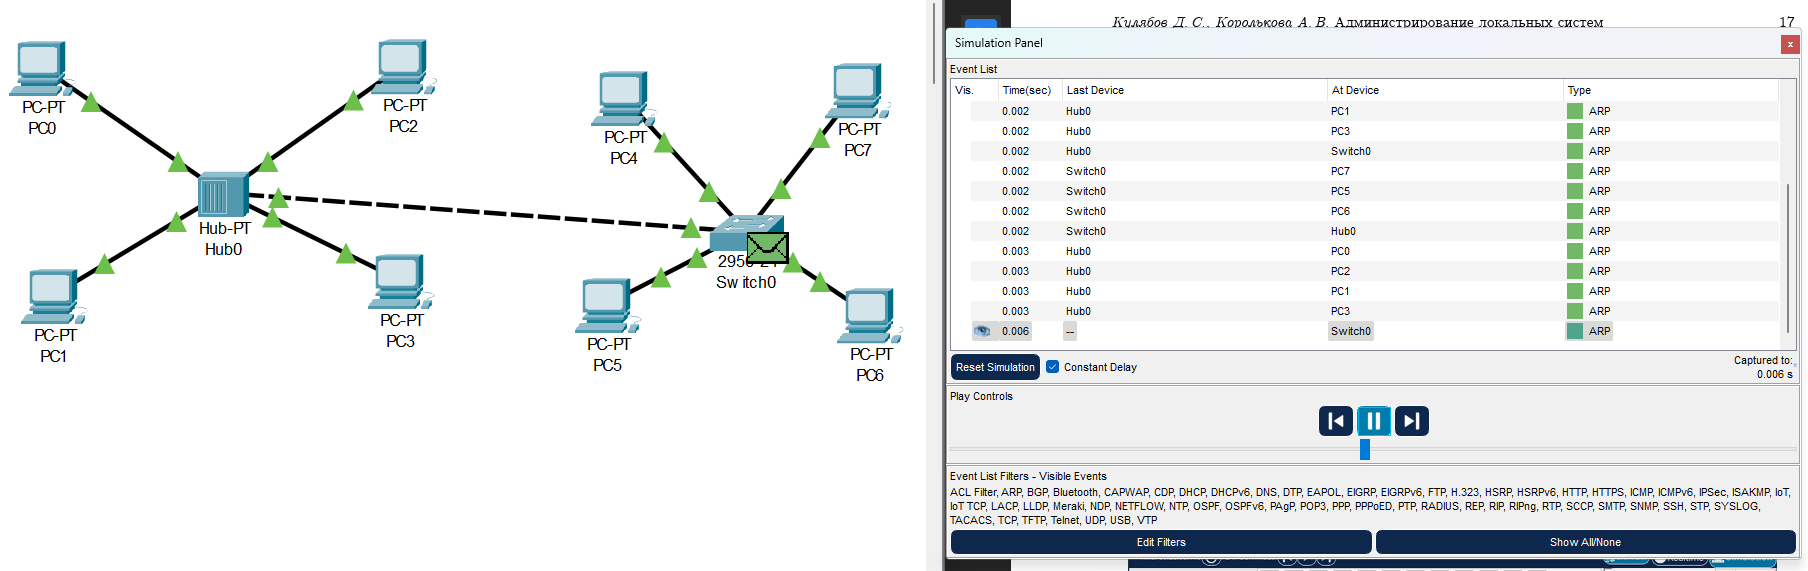 PC-PT
PC0
PC-PT
PC2
Hub-PT
Hub0
PC-PT
PC1
PC-PT
PC3
PC-PT
PC4
PC-PT
PC7
Switch0
PC-PT
PC5
PC-PT
PC6
Кулябов Д. С., Королькова А. В. Администрирование локальных систем 17
Simulation Panel
x
Event List
Vis. Time(sec) Last Device At Device Type
0.002 Hub0 PC1 ARP
0.002 Hub0 PC3 ARP
0.002 Hub0 Switch0 ARP
0.002 Switch0 PC7 ARP
0.002 Switch0 PC5 ARP
0.002 Switch0 PC6 ARP
0.002 Switch0 Hub0 ARP
0.003 Hub0 PC0 ARP
0.003 Hub0 PC2 ARP
0.003 Hub0 PC1 ARP
0.003 Hub0 PC3 ARP
0.006 -- Switch0 ARP
Reset Simulation Constant Delay
Captured to:
0.006 s
Play Controls
Event List Filters - Visible Events
ACL Filter, ARP, BGP, Bluetooth, CAPWAP, CDP, DHCP, DHCPv6, DNS, DTP, EAPOL, EIGRP, EIGRPv6, FTP, H.323, HSRP, HSRPv6, HTTP, HTTPS, ICMP, ICMPv6, IPSec, ISAKMP, IoT,
IoT TCP, LACP, LLDP, Meraki, NDP, NETFLOW, NTP, OSPF, OSPFv6, PAgP, POP3, PPP, PPPoED, PTP, RADIUS, REP, RIP, RIPng, RTP, SCCP, SMTP, SNMP, SSH, STP, SYSLOG,
TACACS, TCP, TFTP, Telnet, UDP, USB, VTP
Edit Filters
Show All/None